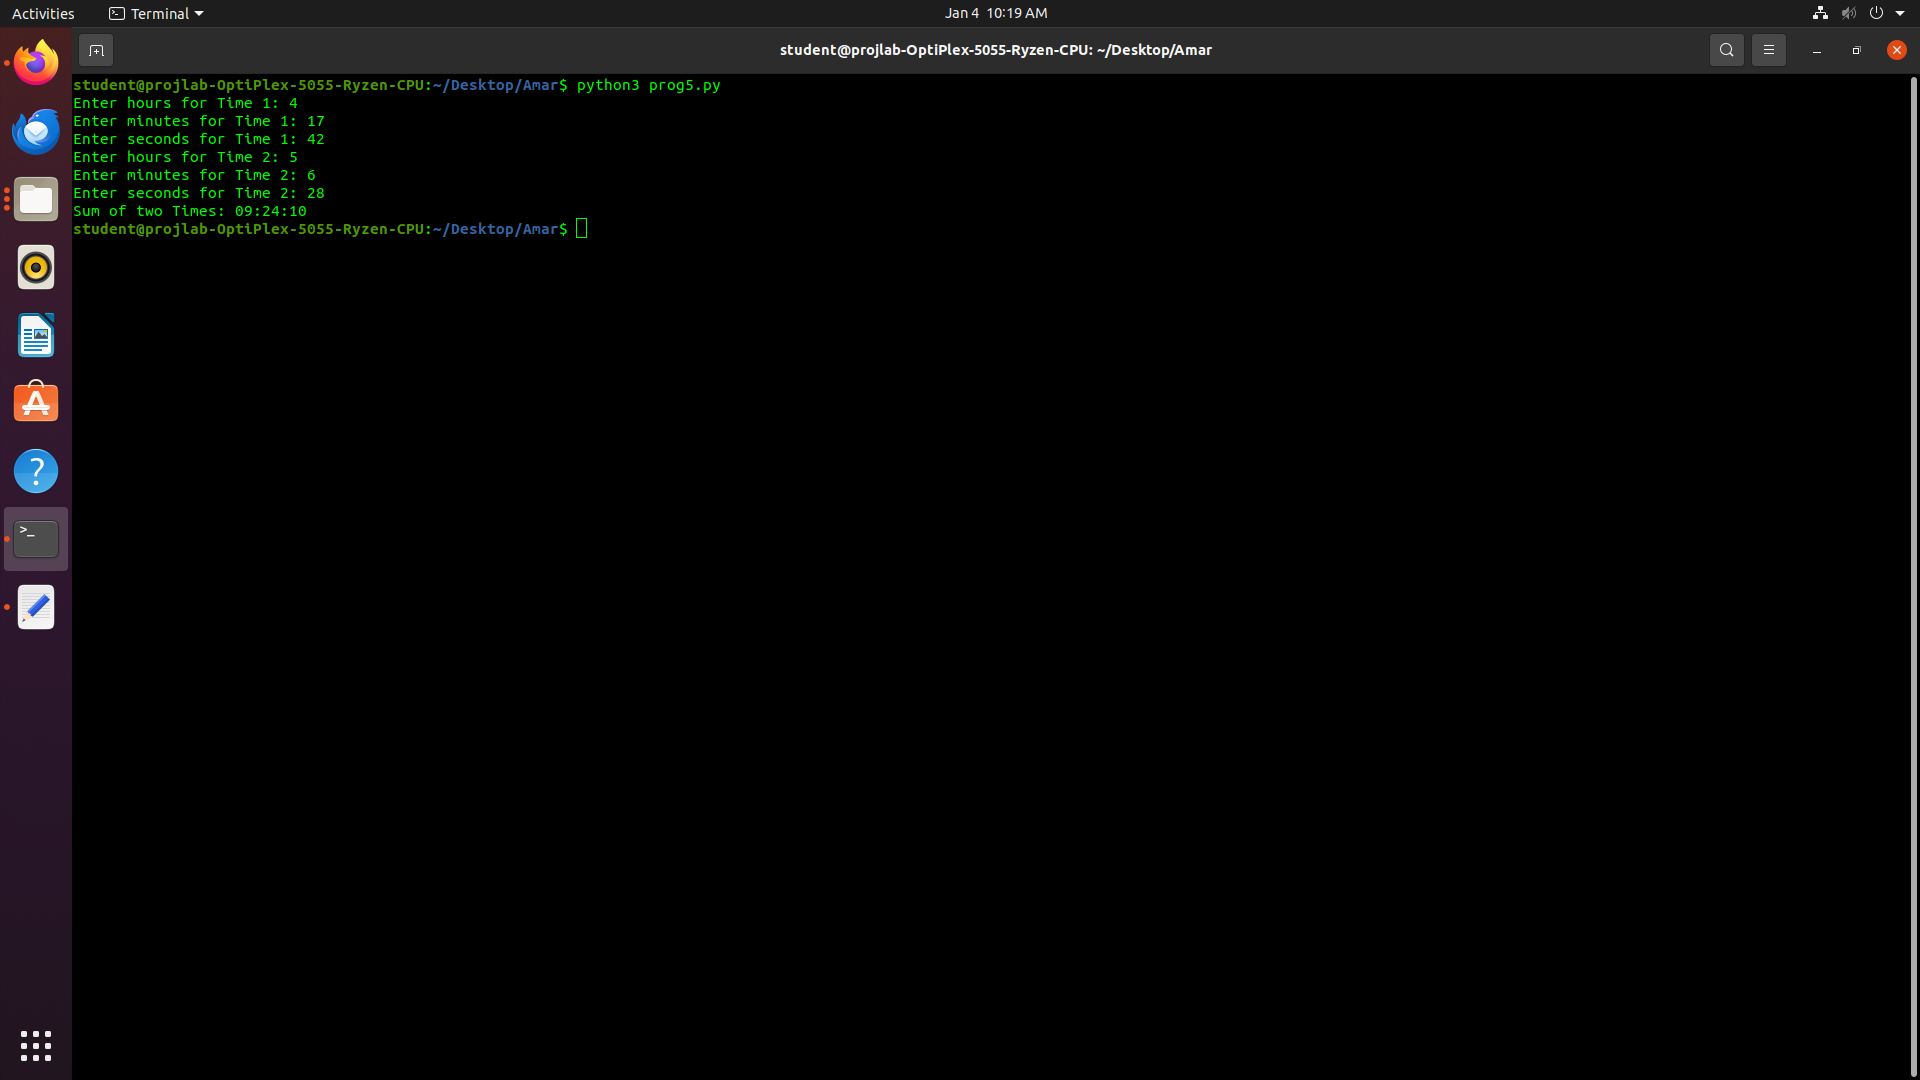 Activities
Terminal
Jan 4 10:19 AM
student@projlab-OptiPlex-5055-Ryzen-CPU: ~/Desktop/Amar
student@projlab-OptiPlex-5055-Ryzen-CPU:~/Desktop/Amar$ python3 prog5.py
Enter hours for Time 1: 4
Enter minutes for Time 1: 17
Enter seconds for Time 1: 42
Enter hours for Time 2: 5
Enter minutes for Time 2: 6
Enter seconds for Time 2: 28
Sum of two Times: 09:24:10
student@projlab-OptiPlex-5055-Ryzen-CPU:~/Desktop/Amar$